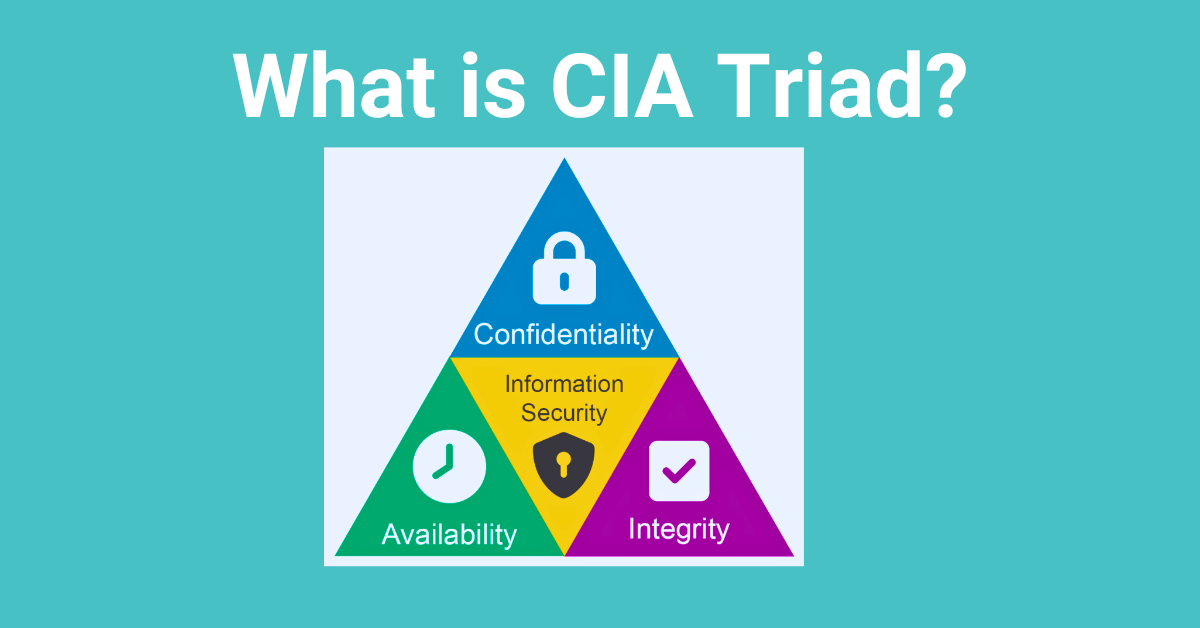 What is CIA Triad?
Confidentiality
Information
Security
Availability
Integrity